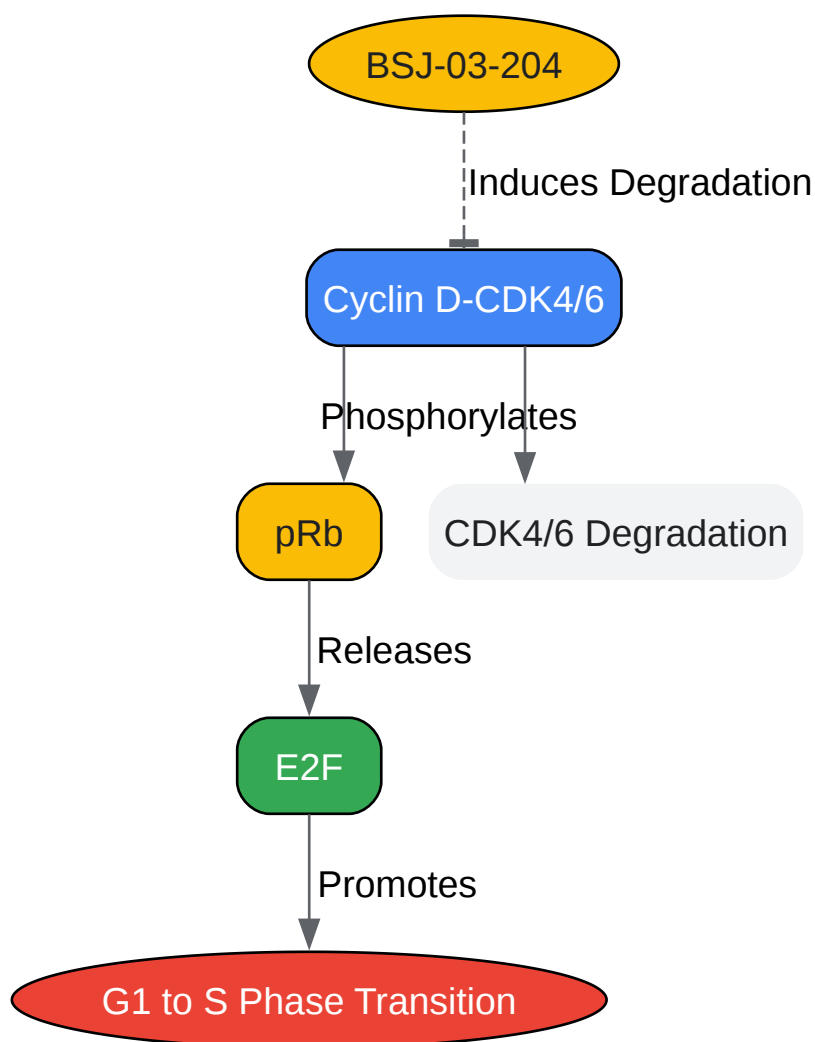 BSJ-03-204
Induces Degradation
Cyclin D-CDK4/6
Phosphorylates
pRb
CDK4/6 Degradation
Releases
E2F
Promotes
G1 to S Phase Transition